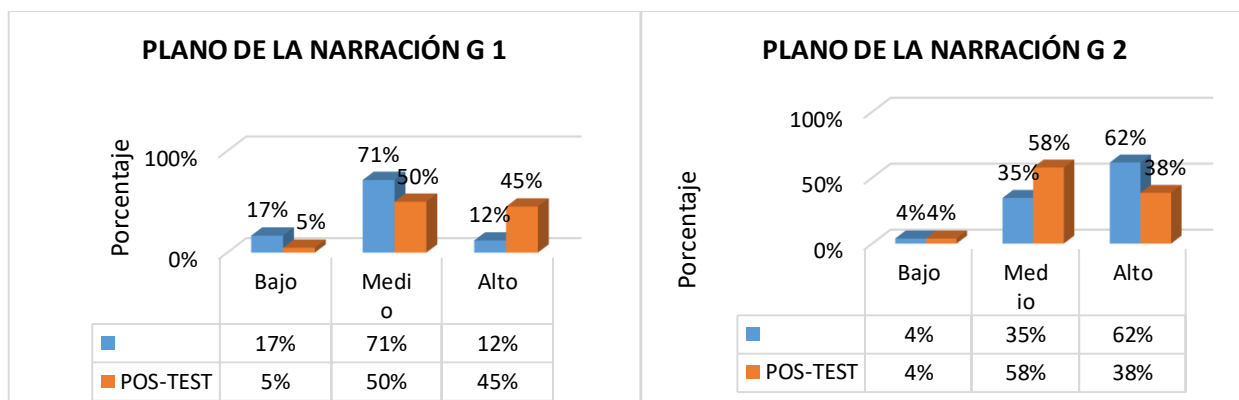 PLANO DE LA NARRACIÓN G 1
Porcentaje
100%
0%
17%
5%
71%
50%
12%
45%
Bajo
Medi
o
Alto
17% 71% 12%
POS-TEST 5% 50% 45%
PLANO DE LA NARRACIÓN G 2
Porcentaje
100%
50%
0%
4%
4%
35%
58%
62%
38%
Bajo
Med
io
Alto
4% 35% 62%
POS-TEST 4% 58% 38%